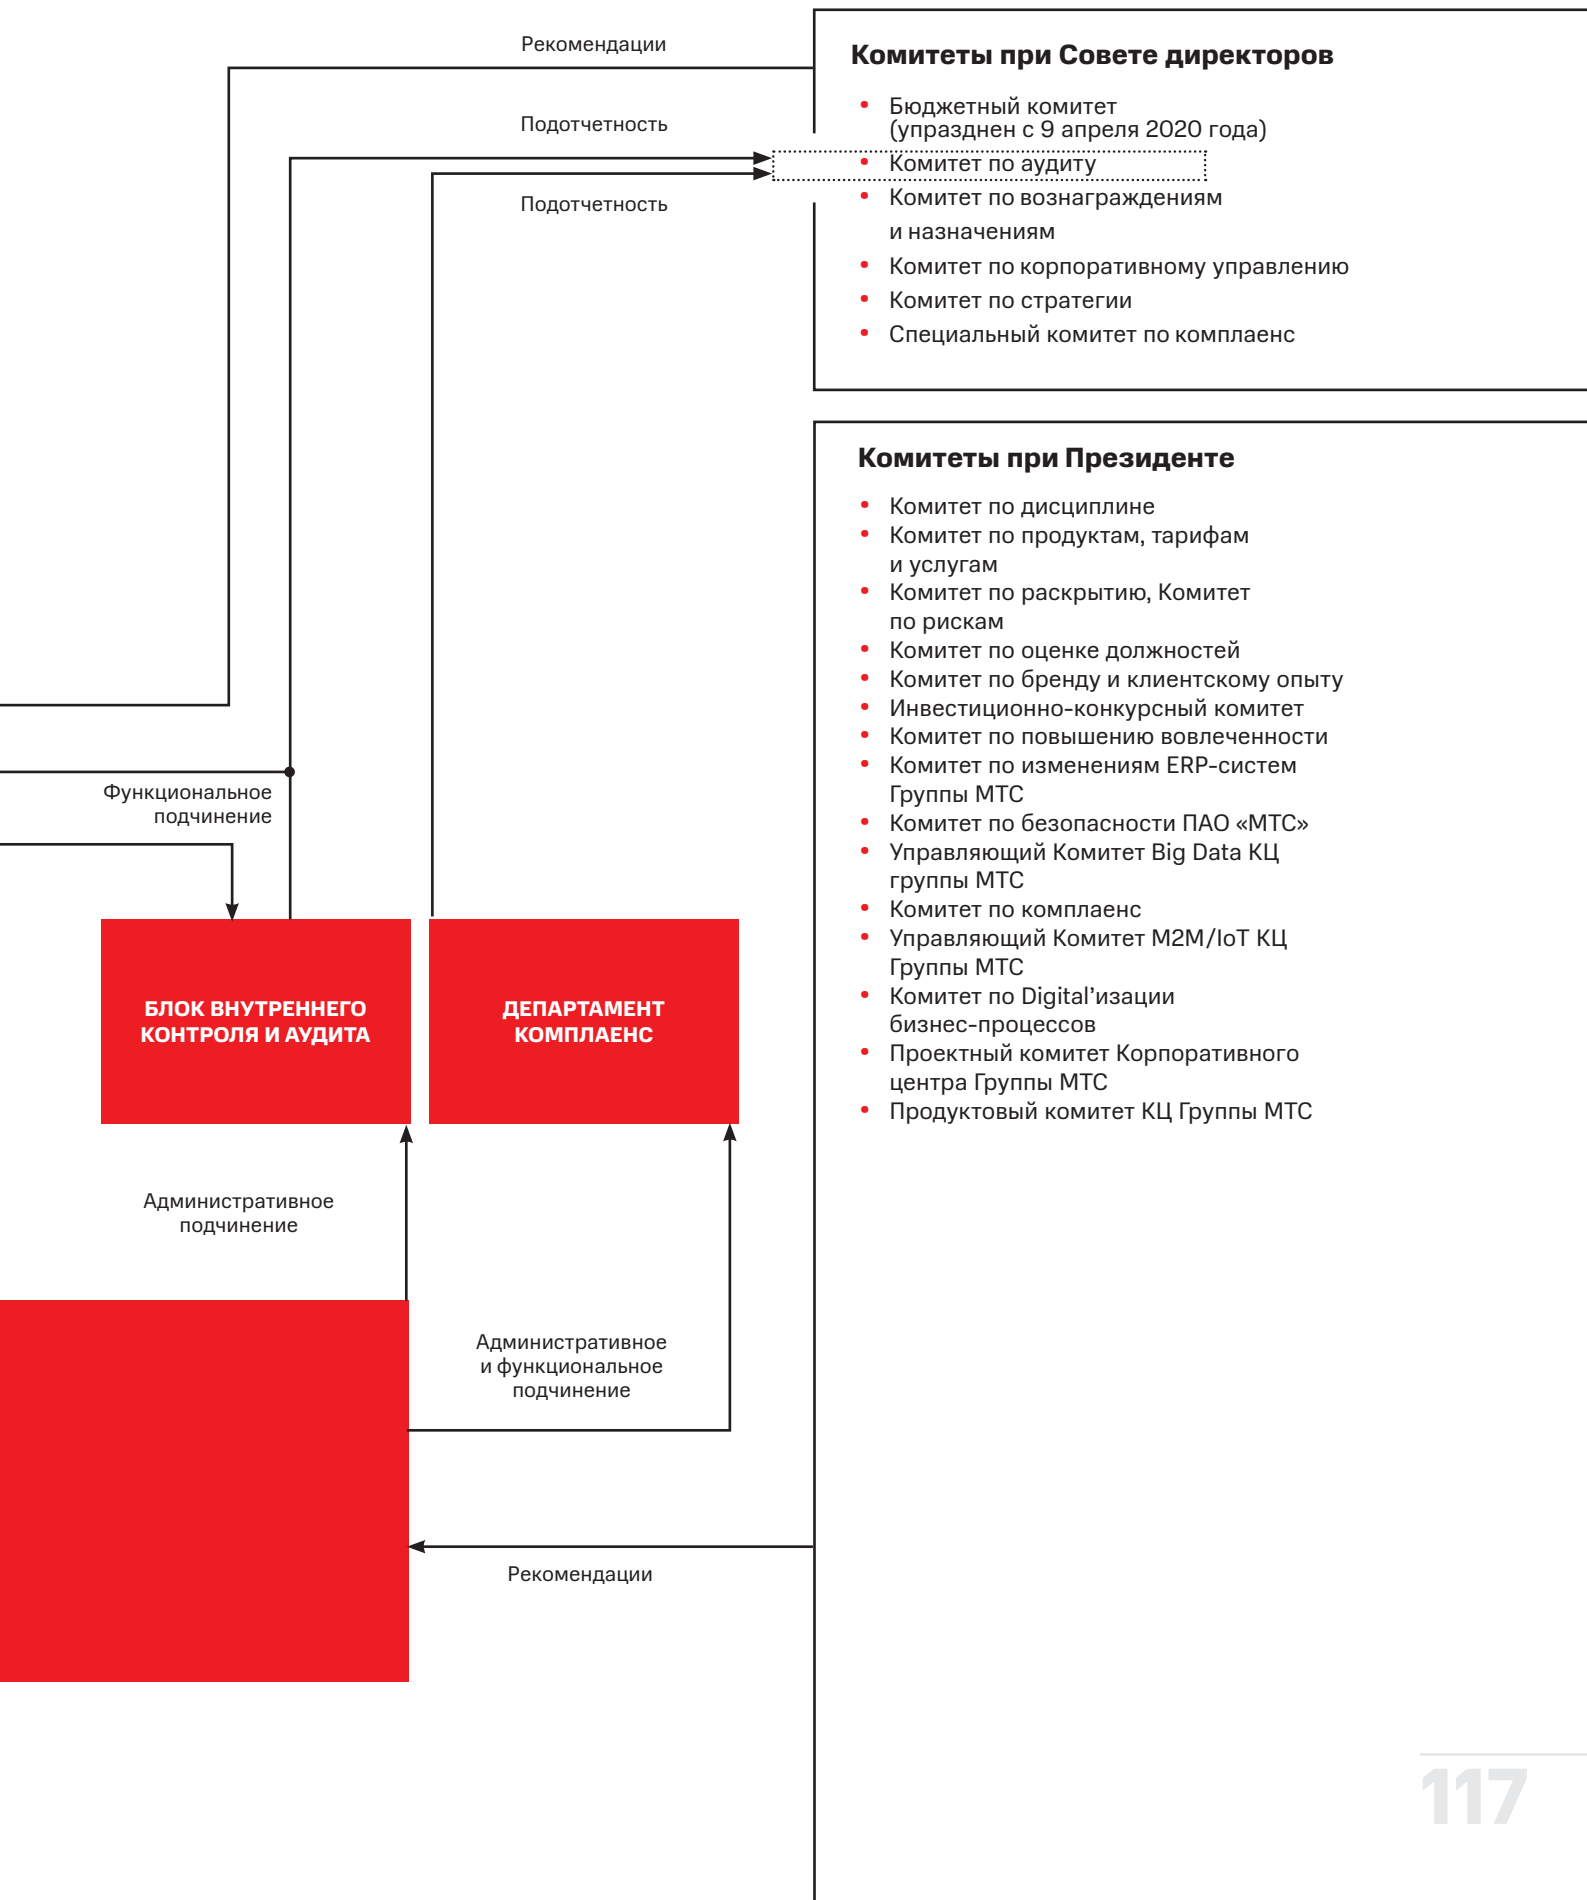 Рекомендации
Подотчетность
Подотчетность
Комитеты при Совете директоров
• Бюджетный комитет
(упразднен с 9 апреля 2020 года)
• Комитет по аудиту
• Комитет по вознаграждениям
и назначениям
• Комитет по корпоративному управлению
• Комитет по стратегии
• Специальный комитет по комплаенс
Комитеты при Президенте
• Комитет по дисциплине
• Комитет по продуктам, тарифам
и услугам
• Комитет по раскрытию, Комитет
по рискам
• Комитет по оценке должностей
• Комитет по бренду и клиентскому опыту
• Инвестиционно-конкурсный комитет
• Комитет по повышению вовлеченности
• Комитет по изменениям ERP-систем
Группы МТС
• Комитет по безопасности ПАО «МТС»
• Управляющий Комитет Big Data КЦ
группы МТС
• Комитет по комплаенс
• Управляющий Комитет M2M/IoT КЦ
Группы МТС
• Комитет по Digital’изации
бизнес-процессов
• Проектный комитет Корпоративного
центра Группы МТС
• Продуктовый комитет КЦ Группы МТС
Функциональное
подчинение
БЛОК ВНУТРЕННЕГО
КОНТРОЛЯ И АУДИТА
ДЕПАРТАМЕНТ
КОМПЛАЕНС
Административное
подчинение
Административное
и функциональное
подчинение
Рекомендации
117